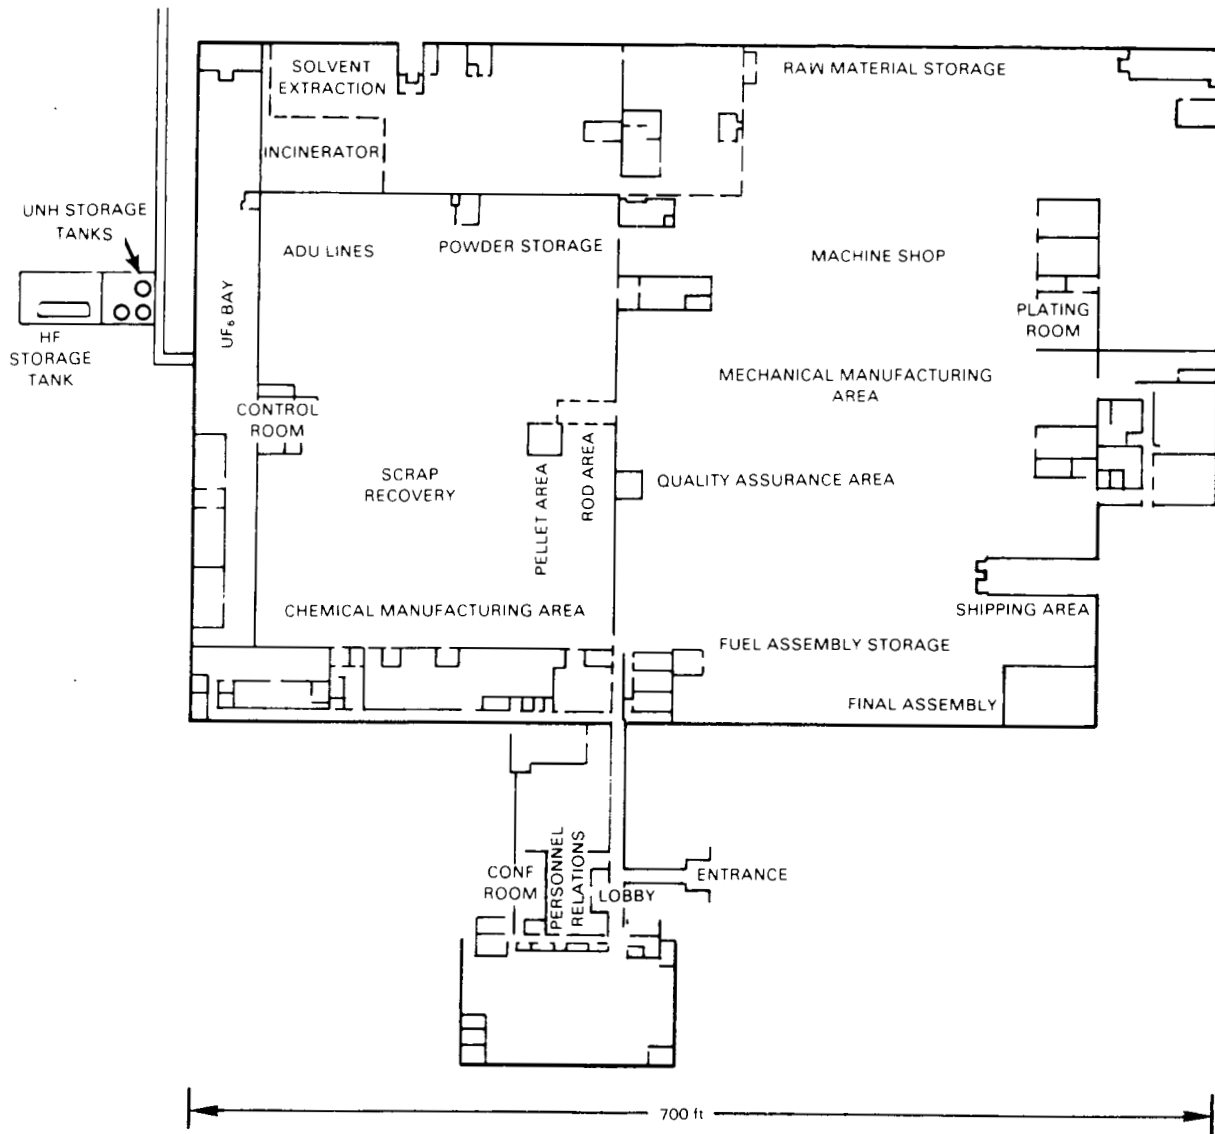 SOLVENT
EXTRACTION
RAW MATERIAL STORAGE
INCINERATOR
UNH STORAGE
TANKS
ADU LINES
POWDER STORAGE
MACHINE SHOP
UF₆ BAY
PLATING
ROOM
HF
STORAGE
TANK
MECHANICAL MANUFACTURING
AREA
CONTROL
ROOM
SCRAP
RECOVERY
PELLET AREA
ROD AREA
QUALITY ASSURANCE AREA
CHEMICAL MANUFACTURING AREA
SHIPPING AREA
FUEL ASSEMBLY STORAGE
FINAL ASSEMBLY
CONF
ROOM
PERSONNEL
RELATIONS
LOBBY
ENTRANCE
700 ft